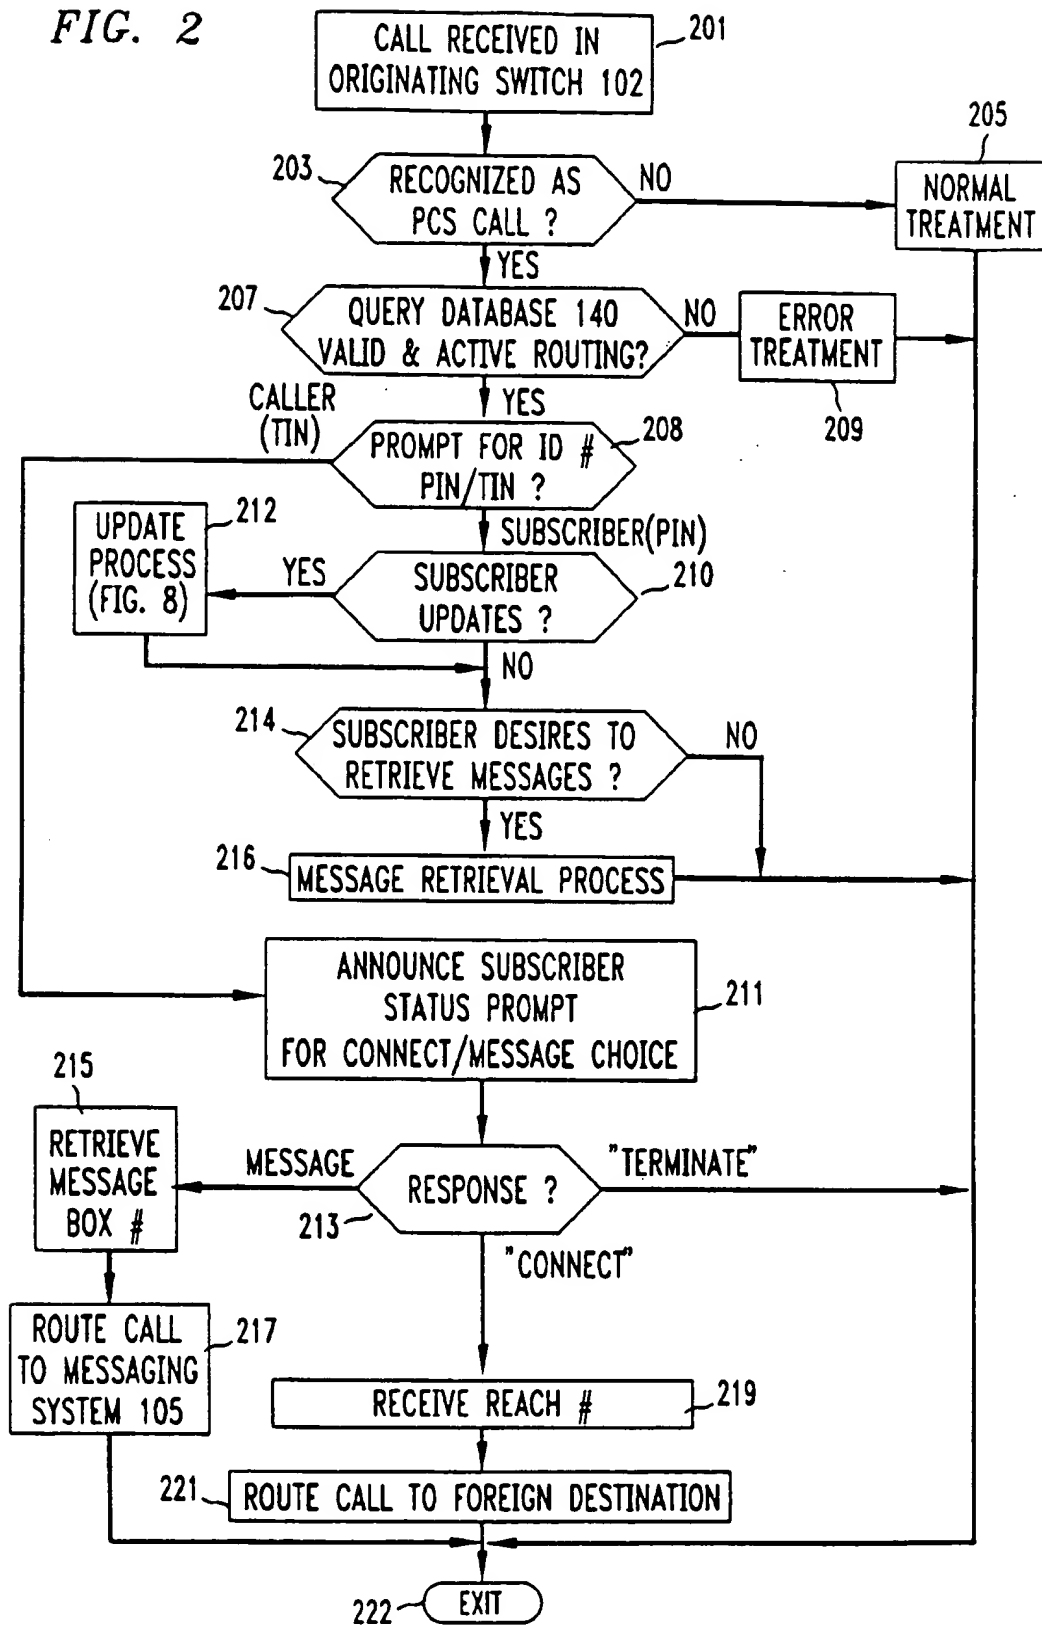 FIG. 2
CALL RECEIVED IN
ORIGINATING SWITCH 102
201
203
RECOGNIZED AS
PCS CALL ?
NO
205
NORMAL
TREATMENT
YES
207
QUERY DATABASE 140
VALID & ACTIVE ROUTING?
NO
ERROR
TREATMENT
209
YES
CALLER
(TIN)
PROMPT FOR ID #
PIN/TIN ?
208
SUBSCRIBER(PIN)
UPDATE
PROCESS
(FIG. 8)
212
YES
SUBSCRIBER
UPDATES ?
210
NO
214
SUBSCRIBER DESIRES TO
RETRIEVE MESSAGES ?
NO
YES
216
MESSAGE RETRIEVAL PROCESS
ANNOUNCE SUBSCRIBER
STATUS PROMPT
FOR CONNECT/MESSAGE CHOICE
211
215
RETRIEVE
MESSAGE
BOX #
MESSAGE
RESPONSE ?
213
"TERMINATE"
"CONNECT"
ROUTE CALL
TO MESSAGING
SYSTEM 105
217
RECEIVE REACH #
219
221
ROUTE CALL TO FOREIGN DESTINATION
222
EXIT